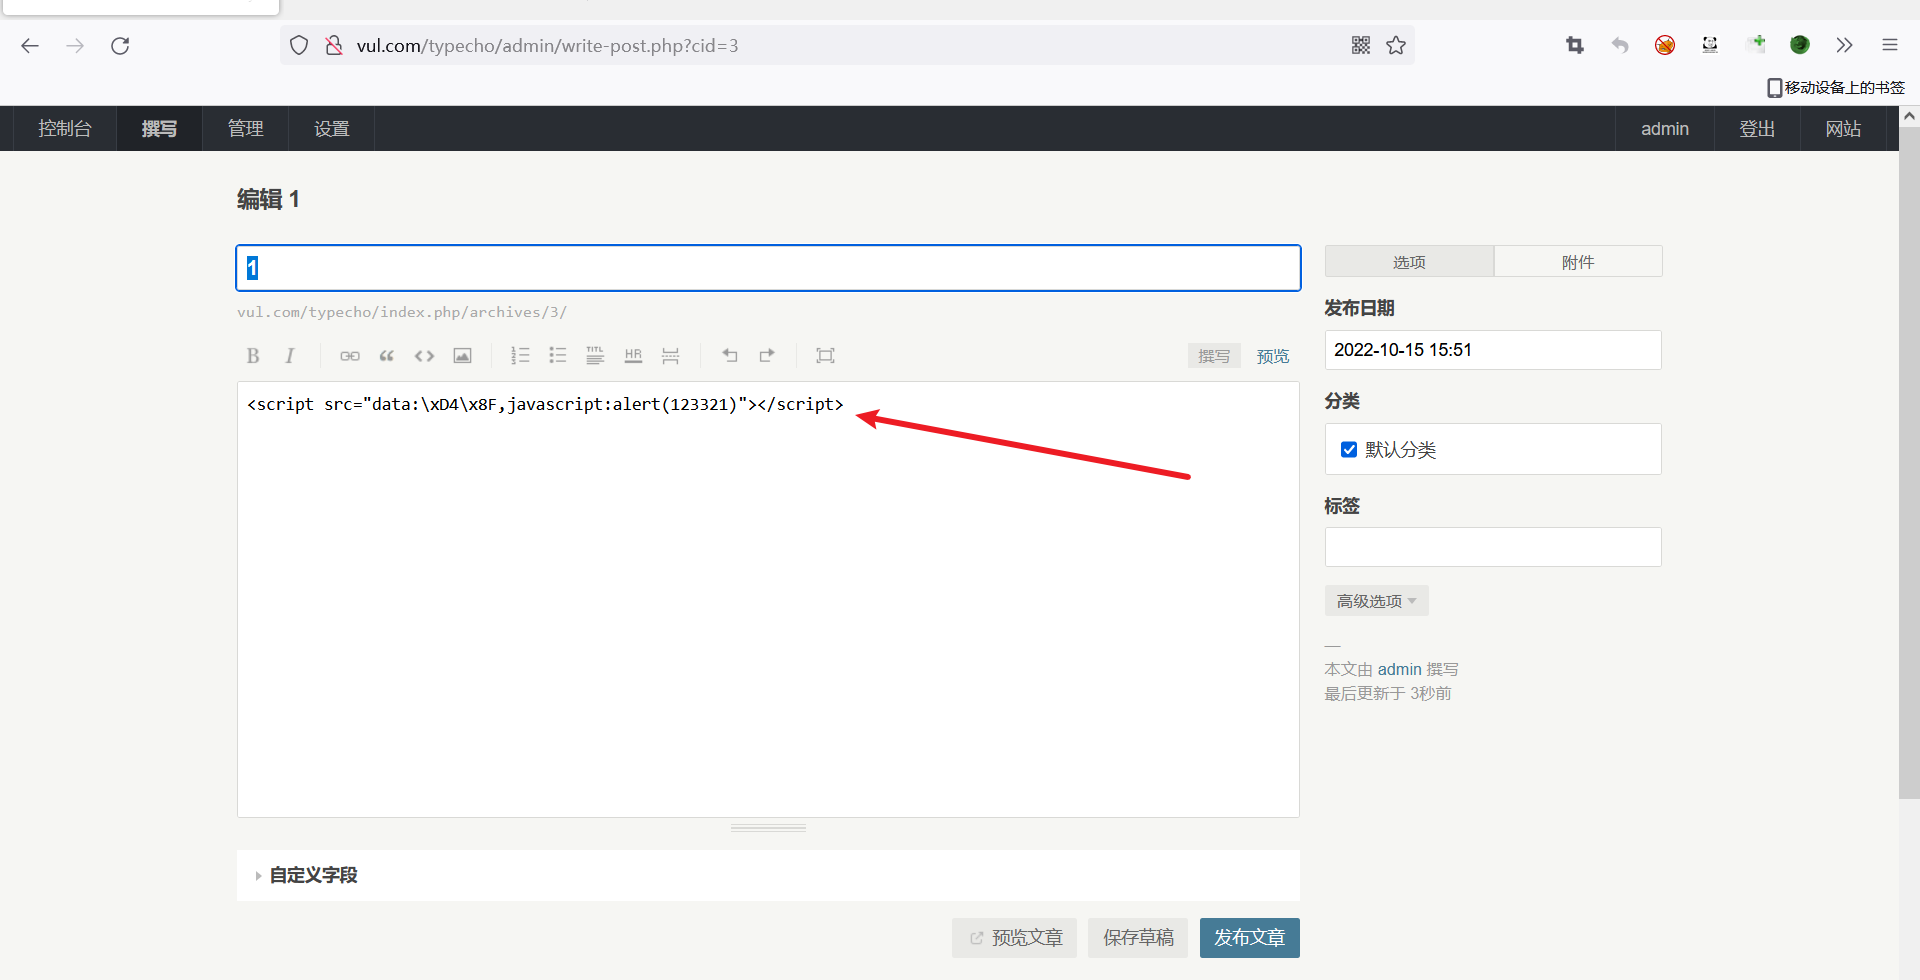 vul.com/typecho/admin/write-post.php?cid=3
移动设备上的书签
控制台 撰写 管理 设置 admin 登出 网站
编辑 1
1
vul.com/typecho/index.php/archives/3/
B I TITL HR 撰写 预览
<script src="data:\xD4\x8F,javascript:alert(123321)"></script>
选项 附件
发布日期
2022-10-15 15:51
分类
默认分类
标签
高级选项
—
本文由 admin 撰写
最后更新于 3秒前
自定义字段
预览文章 保存草稿 发布文章